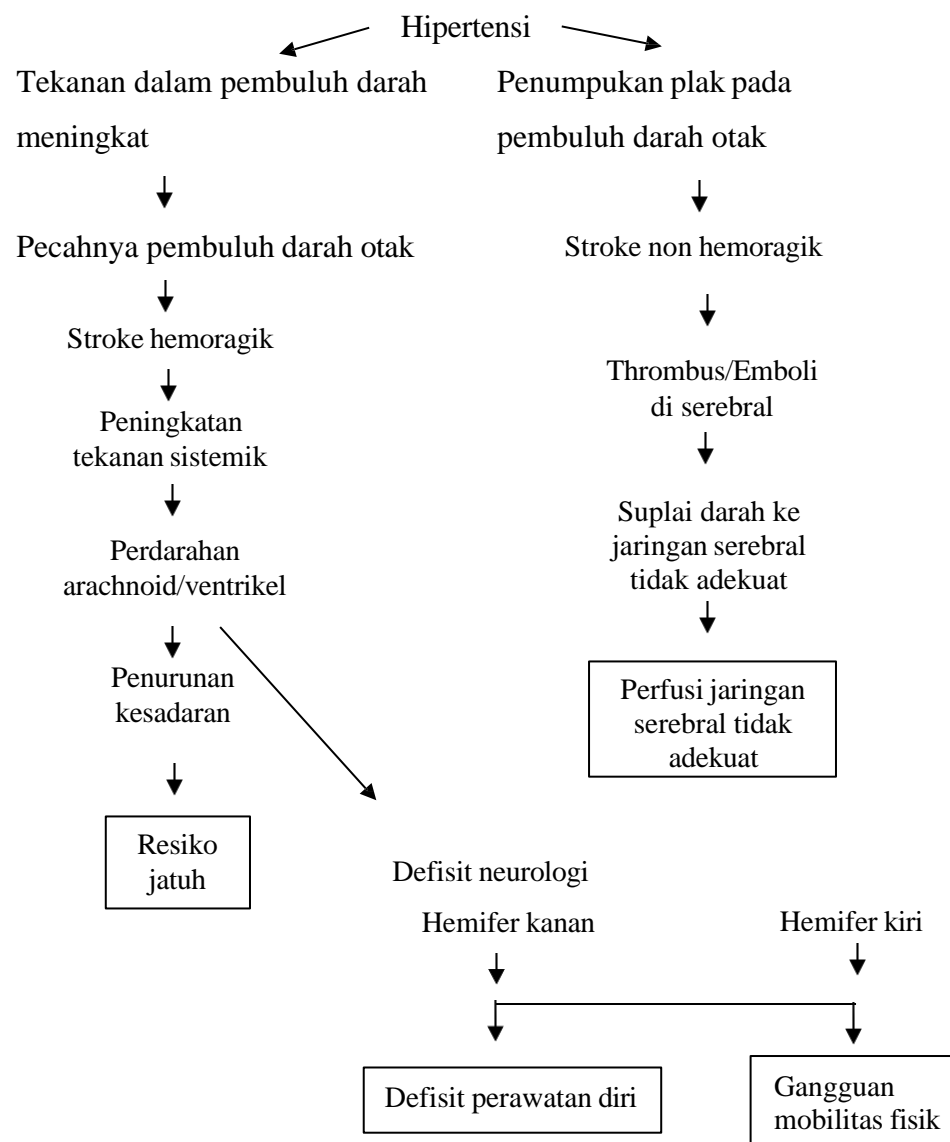 Hipertensi
Tekanan dalam pembuluh darah
meningkat
Penumpukan plak pada
pembuluh darah otak
Pecahnya pembuluh darah otak
Stroke non hemoragik
Stroke hemoragik
Thrombus/Emboli
di serebral
Peningkatan
tekanan sistemik
Suplai darah ke
jaringan serebral
tidak adekuat
Perdarahan
arachnoid/ventrikel
Penurunan
kesadaran
Perfusi jaringan
serebral tidak
adekuat
Resiko
jatuh
Defisit neurologi
Hemifer kanan
Hemifer kiri
Defisit perawatan diri
Gangguan
mobilitas fisik